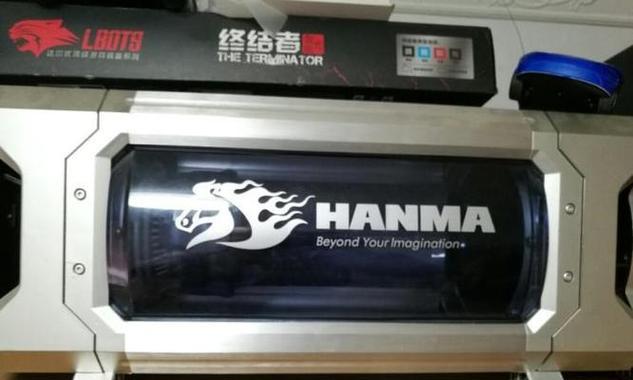 LBOTS
终结者
THE TERMINATOR
HANMA
Beyond Your Imagination